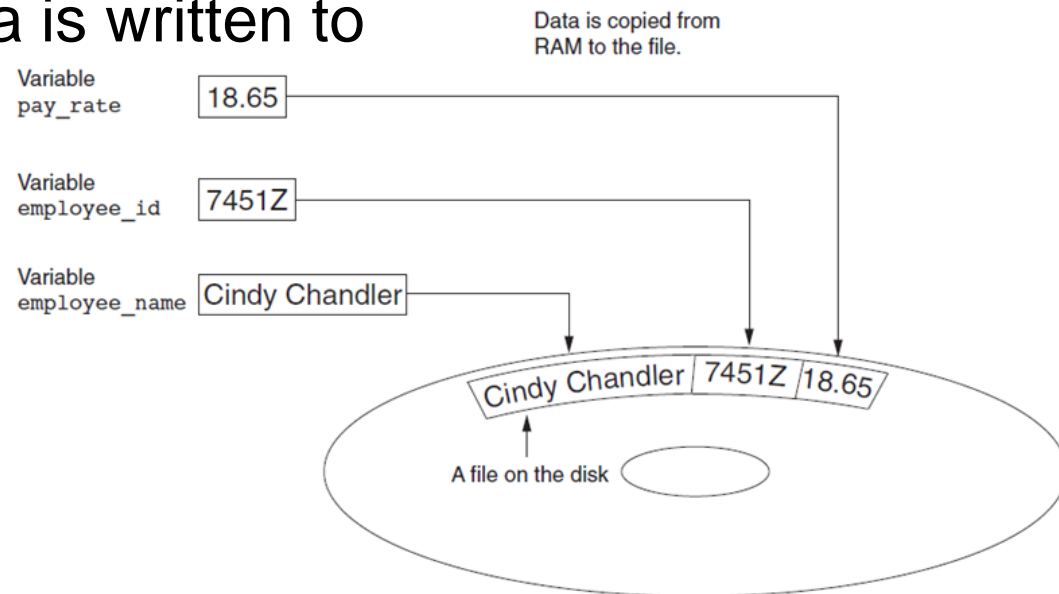 a is written to
Data is copied from
RAM to the file.
Variable
pay_rate
18.65
Variable
employee_id
7451Z
Variable
employee_name
Cindy Chandler
Cindy Chandler 7451Z 18.65
A file on the disk